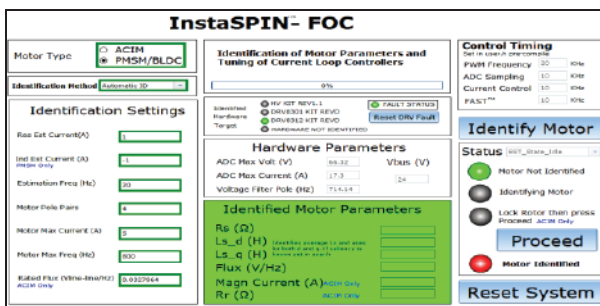 InstaSPIN™- FOC
Motor Type
ACIM
PMSM/BLDC
Identification Method
Automatic ID
Identification Settings
Rss Est Current(A)
1
Ind Est Current (A)
-1
PMSM Only
Estimation Freq (Hz)
20
Motor Pole Pairs
4
Motor Max Current (A)
5
Motor Max Freq (Hz)
600
Rated Flux (Vline-line/Hz)
0.0327964
ACIM Only
Identification of Motor Parameters and
Tuning of Current Loop Controllers
0%
Identified
Hardware
Target
HV KIT REV1.1
DRV8301 KIT REVD
DRV8312 KIT REVD
HARDWARE NOT IDENTIFIED
FAULT STATUS
Reset DRV Fault
Hardware Parameters
ADC Max Volt (V)
66.32
Vbus (V)
ADC Max Current (A)
17.3
24
Voltage Filter Pole (Hz)
714.14
Identified Motor Parameters
Rs (Ω)
Ls_d (H)
Ls_q (H)
Flux (V/Hz)
Magn Current (A)
ACIM Only
Rr (Ω)
ACIM Only
Control Timing
PWM Frequency
20
KHz
ADC Sampling
10
KHz
Current Control
10
KHz
FAST™
10
KHz
Identify Motor
Status
EST_State_Idle
Motor Not Identified
Identifying Motor
Lock Rotor then press
Proceed
ACIM Only
Proceed
Motor Identified
Reset System